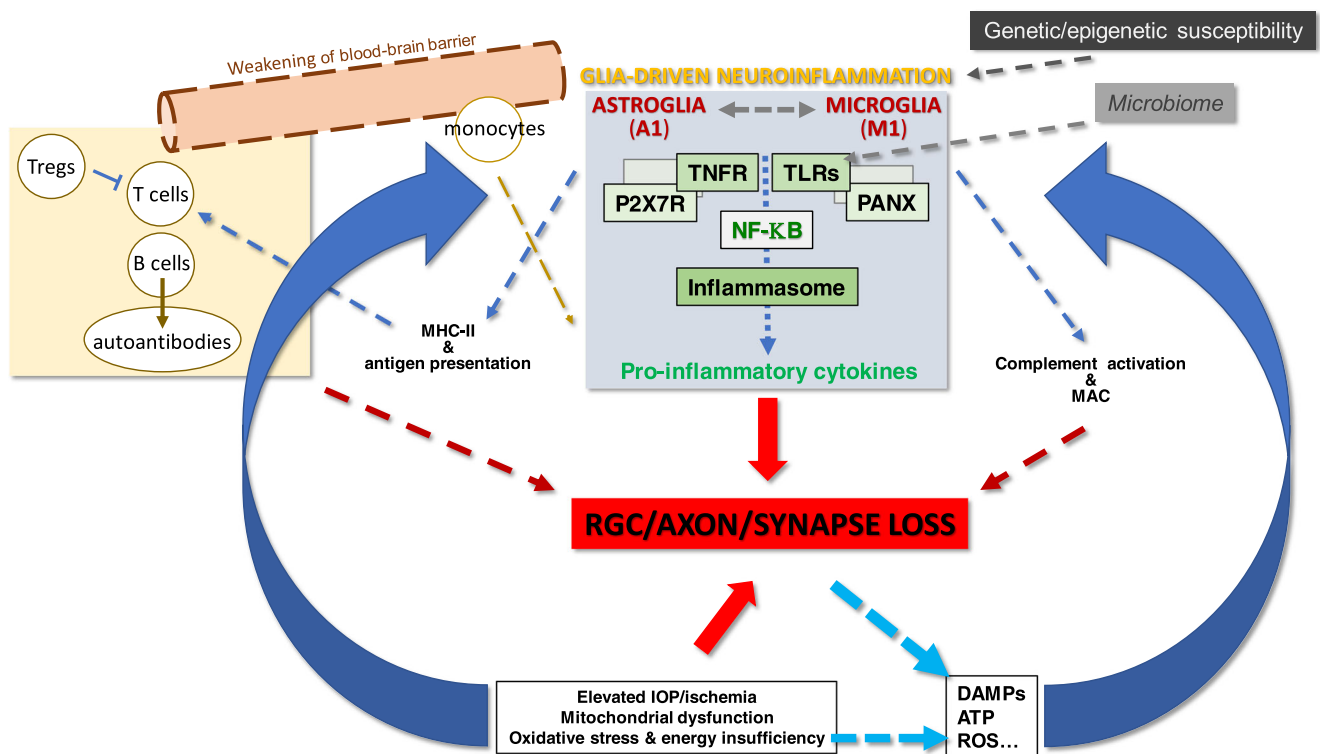 Genetic/epigenetic susceptibility
Weakening of blood-brain barrier
GLIA-DRIVEN NEUROINFLAMMATION
Microbiome
ASTROGLIA
(A1)
MICROGLIA
(M1)
monocytes
Tregs
T cells
B cells
autoantibodies
TNFR
TLRs
P2X7R
PANX
NF-κB
Inflammasome
Pro-inflammatory cytokines
MHC-II
&
antigen presentation
Complement activation
&
MAC
RGC/AXON/SYNAPSE LOSS
Elevated IOP/ischemia
Mitochondrial dysfunction
Oxidative stress & energy insufficiency
DAMPs
ATP
ROS...